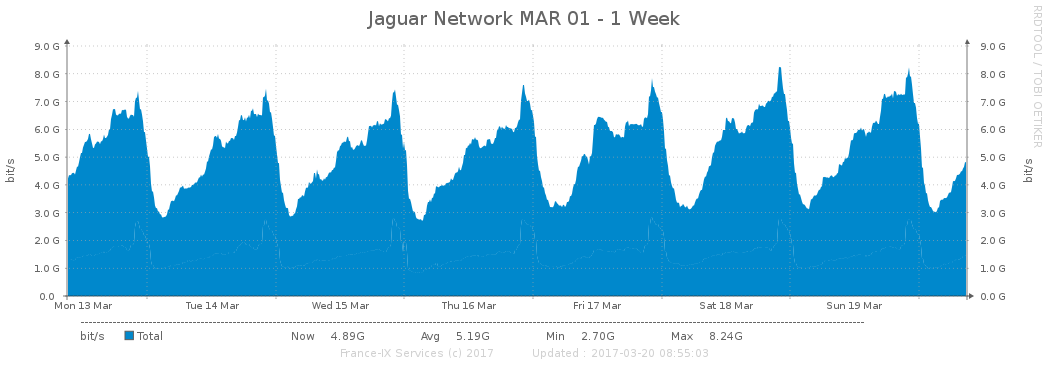 Jaguar Network MAR 01 - 1 Week
RRDTOOL / TOBI OETIKER
9.0 G 9.0 G
8.0 G 8.0 G
7.0 G 7.0 G
6.0 G 6.0 G
5.0 G 5.0 G
4.0 G 4.0 G
3.0 G 3.0 G
2.0 G 2.0 G
1.0 G 1.0 G
0.0 0.0 G
bit/s
bit/s
Mon 13 Mar Tue 14 Mar Wed 15 Mar Thu 16 Mar Fri 17 Mar Sat 18 Mar Sun 19 Mar
bit/s Total Now 4.89G Avg 5.19G Min 2.70G Max 8.24G
France-IX Services (c) 2017 Updated : 2017-03-20 08:55:03